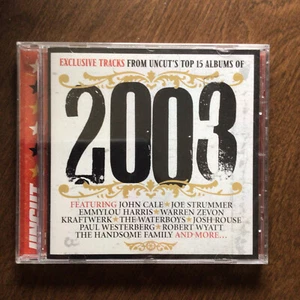 EXCLUSIVE TRACKS FROM UNCUT'S TOP 15 ALBUMS OF
2003
FEATURING JOHN CALE ★ JOE STRUMMER
EMMYLOU HARRIS ★ WARREN ZEVON
KRAFTWERK ★ THE WATERBOYS ★ JOSH ROUSE
PAUL WESTERBERG ★ ROBERT WYATT
THE HANDSOME FAMILY AND MORE...
UNCUT